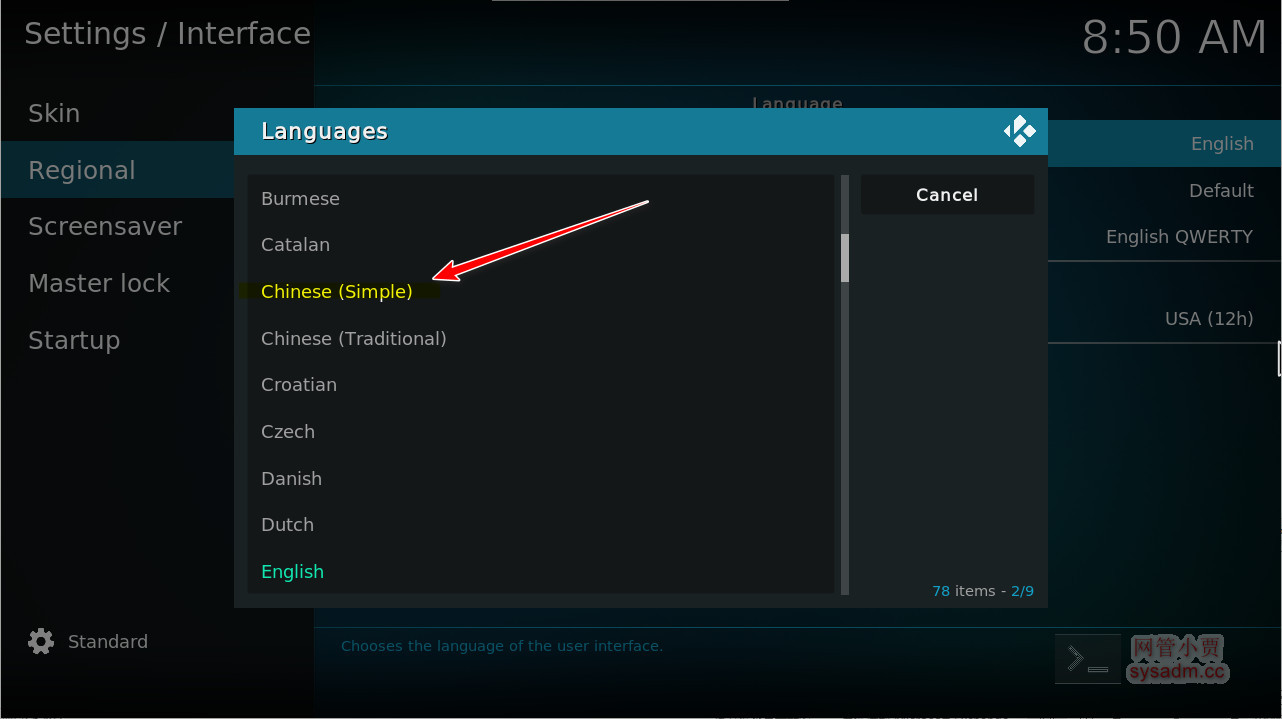 Settings / Interface
8:50 AM
Skin
Regional
Screensaver
Master lock
Startup
Standard
Language
English
Default
English QWERTY
USA (12h)
Languages
Burmese
Catalan
Chinese (Simple)
Chinese (Traditional)
Croatian
Czech
Danish
Dutch
English
Cancel
78 items - 2/9
Chooses the language of the user interface.
网管小贾
sysadm.cc